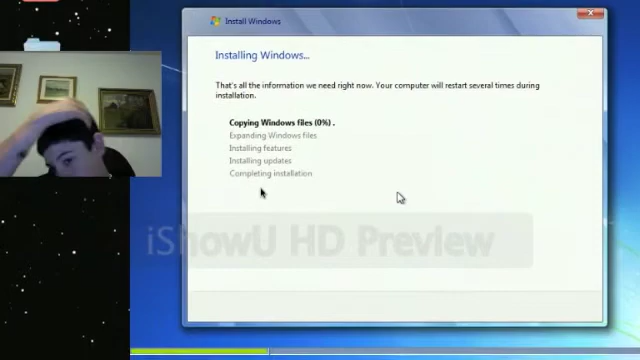 Install Windows
Installing Windows...
That's all the information we need right now. Your computer will restart several times during
installation.
Copying Windows files (0%) .
Expanding Windows files
Installing features
Installing updates
Completing installation
iShowU HD Preview